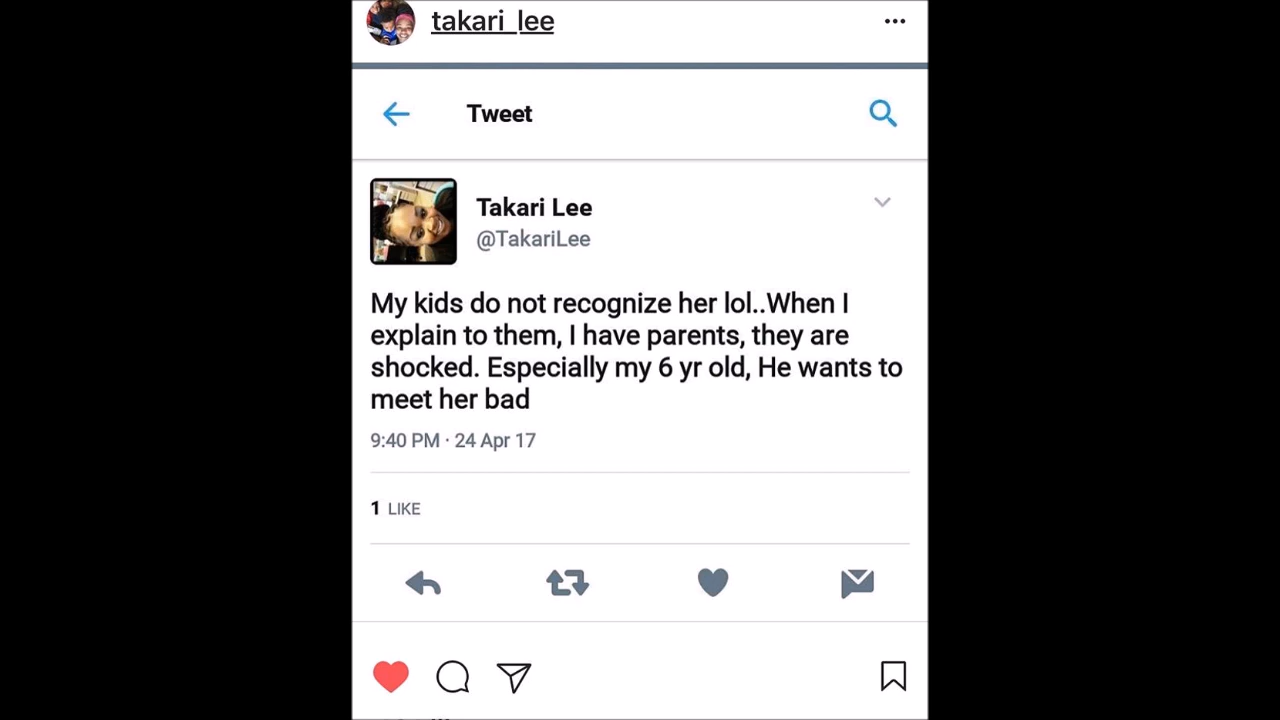 takari_lee
Tweet
Takari Lee
@TakariLee
My kids do not recognize her lol..When I
explain to them, I have parents, they are
shocked. Especially my 6 yr old, He wants to
meet her bad
9:40 PM · 24 Apr 17
1 LIKE